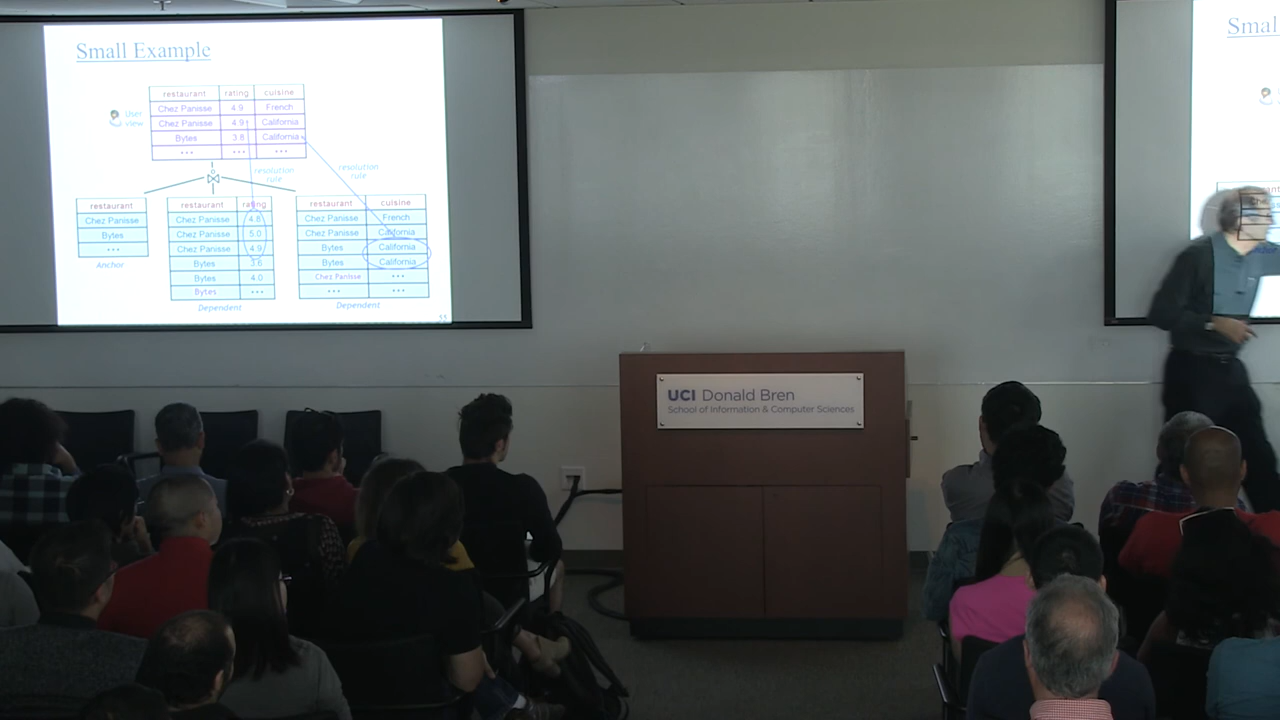 Small Example
restaurant rating cuisine
Chez Panisse 4.9 French
Chez Panisse 4.9 California
Bytes 3.8 California
... ... ...
User
view
resolution
rule
resolution
rule
restaurant
Chez Panisse
Bytes
...
Anchor
restaurant rating
Chez Panisse 4.8
Chez Panisse 5.0
Chez Panisse 4.9
Bytes 3.6
Bytes 4.0
Bytes ...
Dependent
restaurant cuisine
Chez Panisse French
Chez Panisse California
Bytes California
Bytes California
Chez Panisse ...
... ...
Dependent
Smal
UCI Donald Bren
School of Information & Computer Sciences